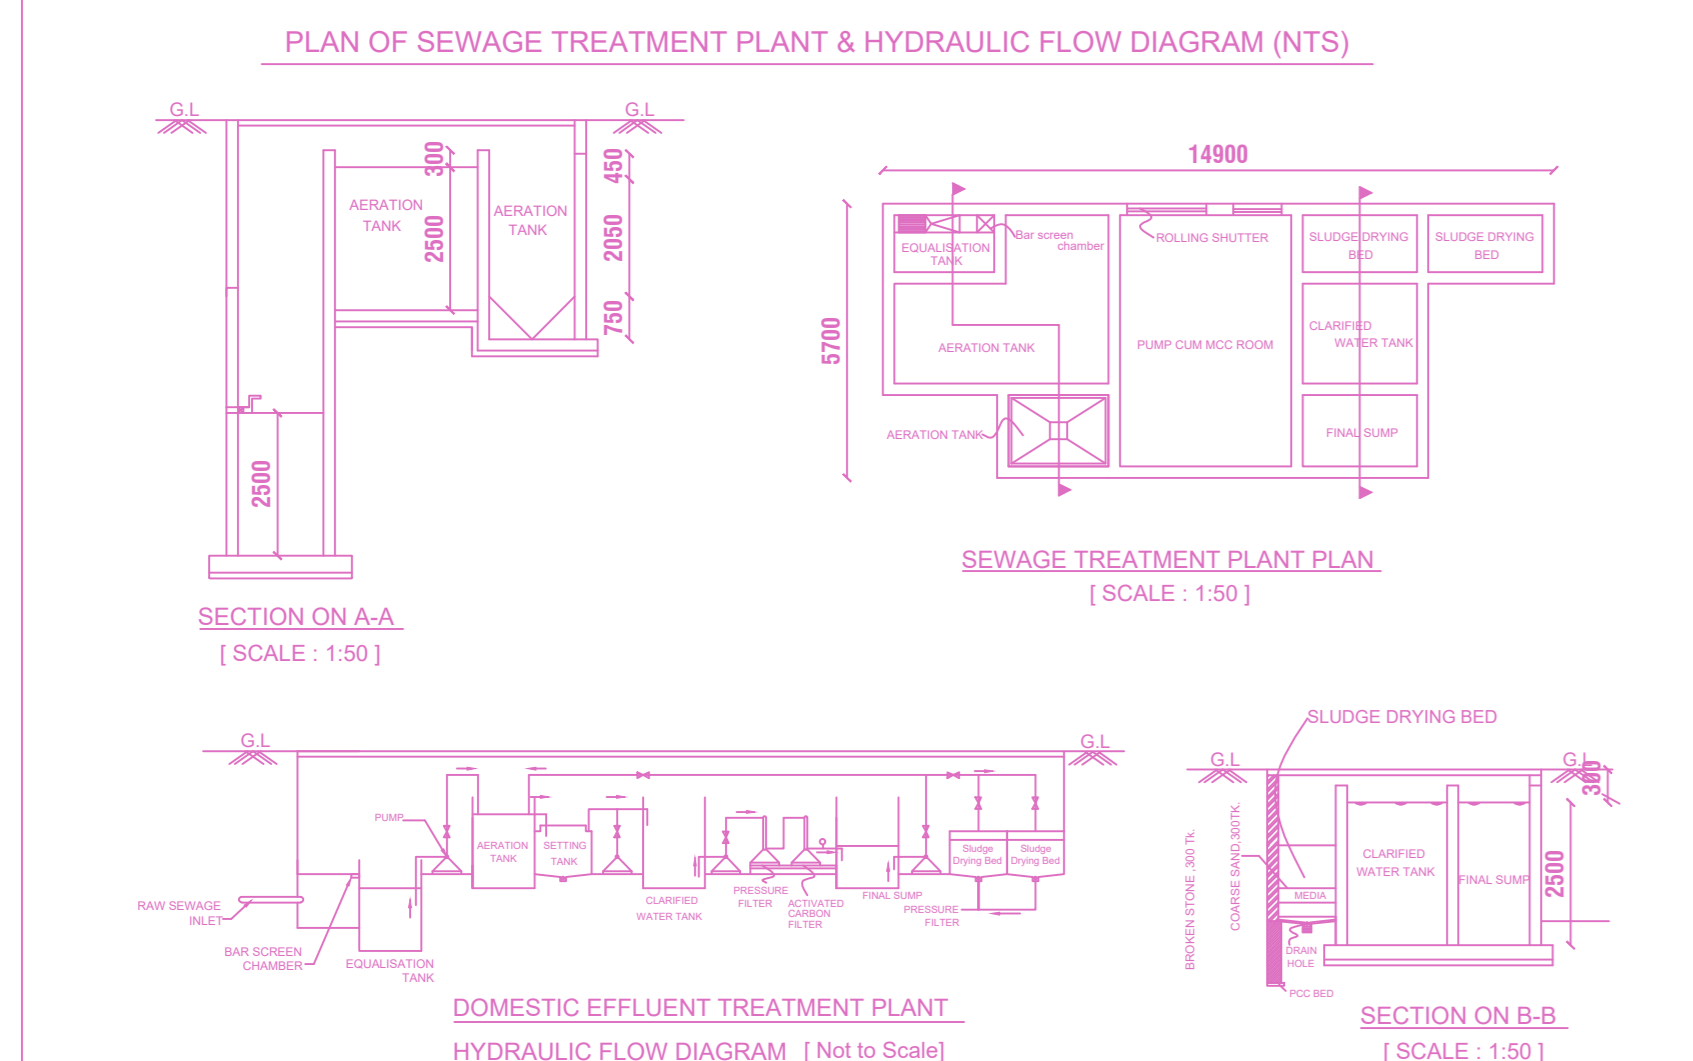 PLAN OF SEWAGE TREATMENT PLANT & HYDRAULIC FLOW DIAGRAM (NTS)
G.L
G.L
300
450
AERATION
TANK
AERATION
TANK
2500
2050
750
2500
SECTION ON A-A
[ SCALE : 1:50 ]
14900
5700
Bar screen
chamber
EQUALISATION
TANK
ROLLING SHUTTER
SLUDGE DRYING
BED
SLUDGE DRYING
BED
AERATION TANK
PUMP CUM MCC ROOM
CLARIFIED
WATER TANK
AERATION TANK
FINAL SUMP
SEWAGE TREATMENT PLANT PLAN
[ SCALE : 1:50 ]
G.L
G.L
PUMP
AERATION
TANK
SETTING
TANK
Sludge
Drying Bed
Sludge
Drying Bed
RAW SEWAGE
INLET
BAR SCREEN
CHAMBER
EQUALISATION
TANK
CLARIFIED
WATER TANK
PRESSURE
FILTER
ACTIVATED
CARBON
FILTER
FINAL SUMP
PRESSURE
FILTER
DOMESTIC EFFLUENT TREATMENT PLANT
HYDRAULIC FLOW DIAGRAM [ Not to Scale]
SLUDGE DRYING BED
G.L
G.L
300
BROKEN STONE ,300 Tk.
COARSE SAND,300TK.
CLARIFIED
WATER TANK
FINAL SUMP
2500
MEDIA
DRAIN
HOLE
PCC BED
SECTION ON B-B
[ SCALE : 1:50 ]